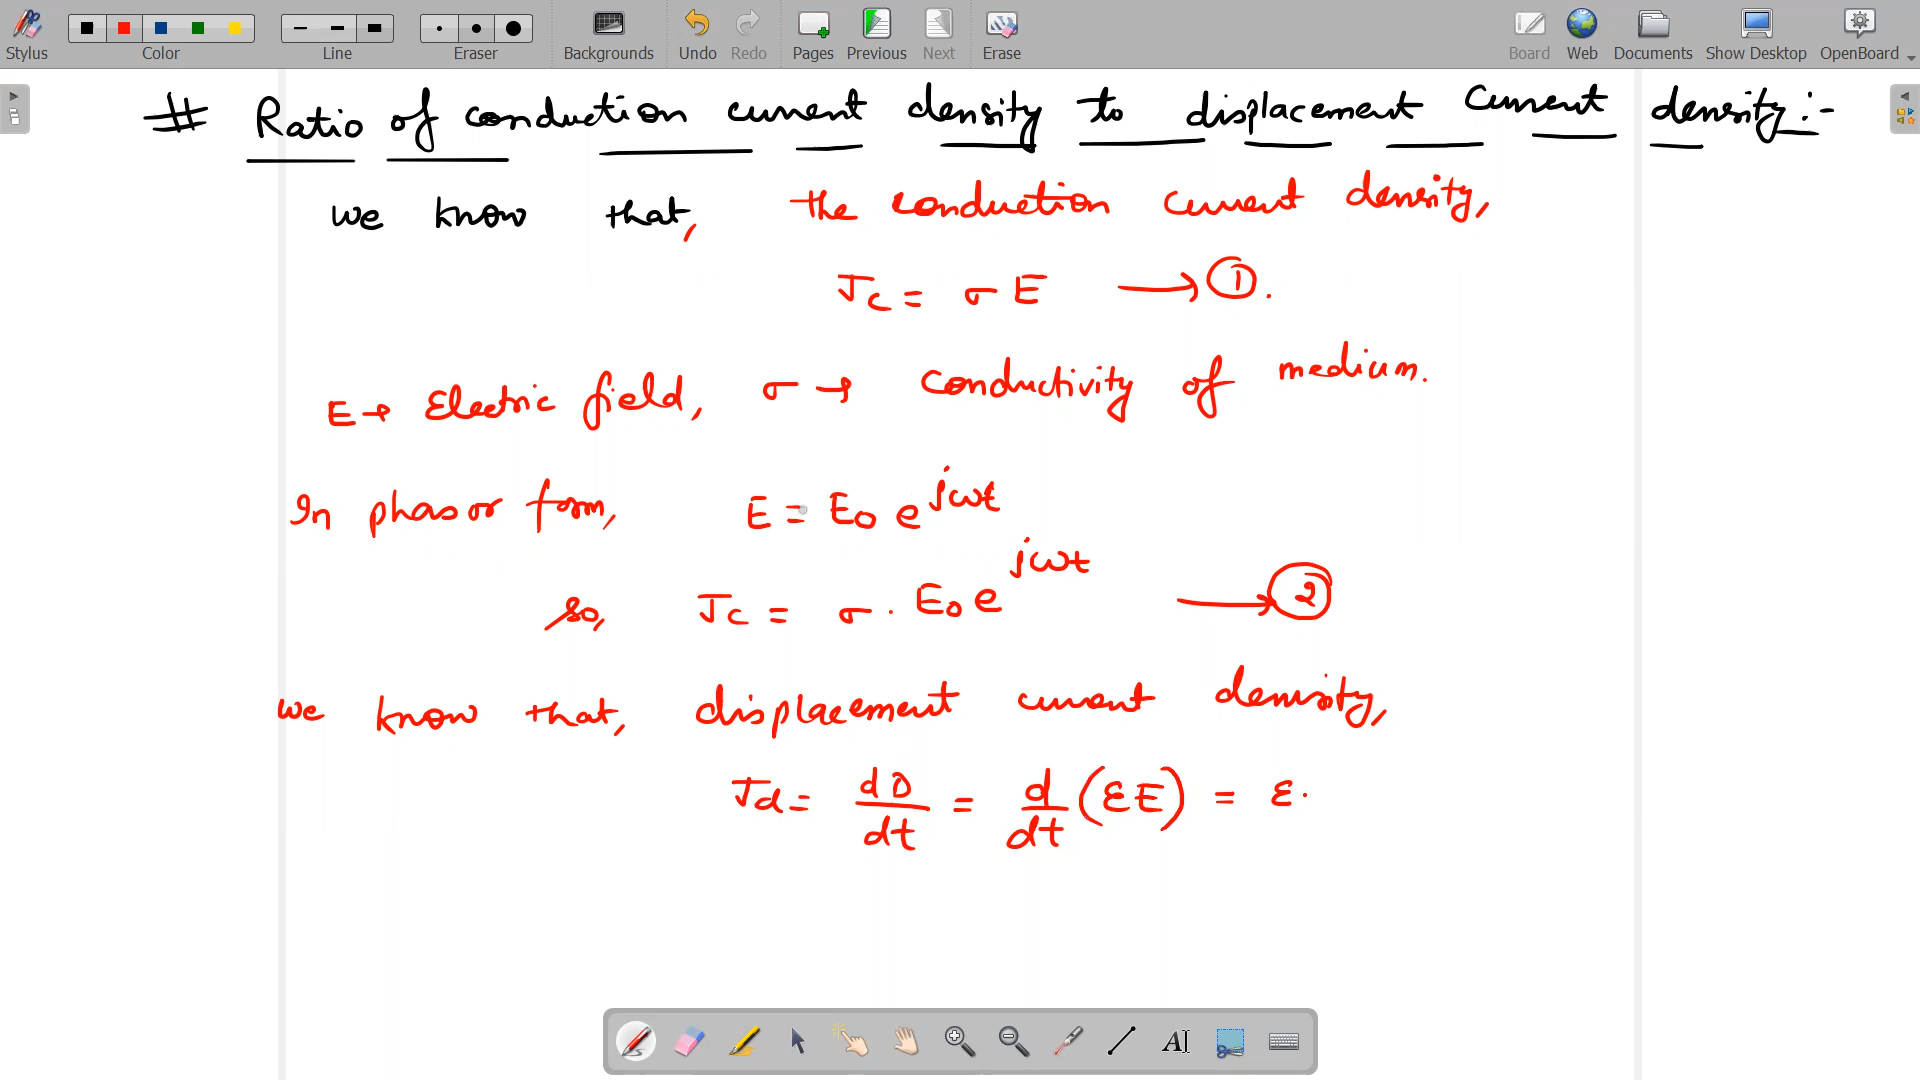 Stylus Color Line Eraser Backgrounds Undo Redo Pages Previous Next Erase Board Web Documents Show Desktop OpenBoard
# Ratio of conduction current density to displacement current density:-
we know that, the conduction current density,
Jc = σ E → ①.
E → Electric field, σ → conductivity of medium.
In phasor form, E = E₀ e^{jωt}
so, Jc = σ · E₀ e^{jωt} → ②
we know that, displacement current density,
Jd = dD/dt = d/dt (εE) = ε·
AI